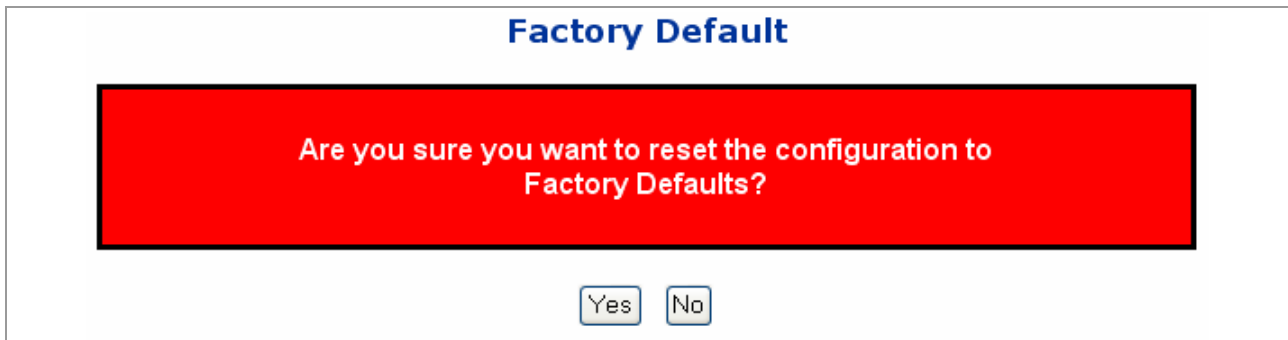 Factory Default
Are you sure you want to reset the configuration to
Factory Defaults?
Yes No